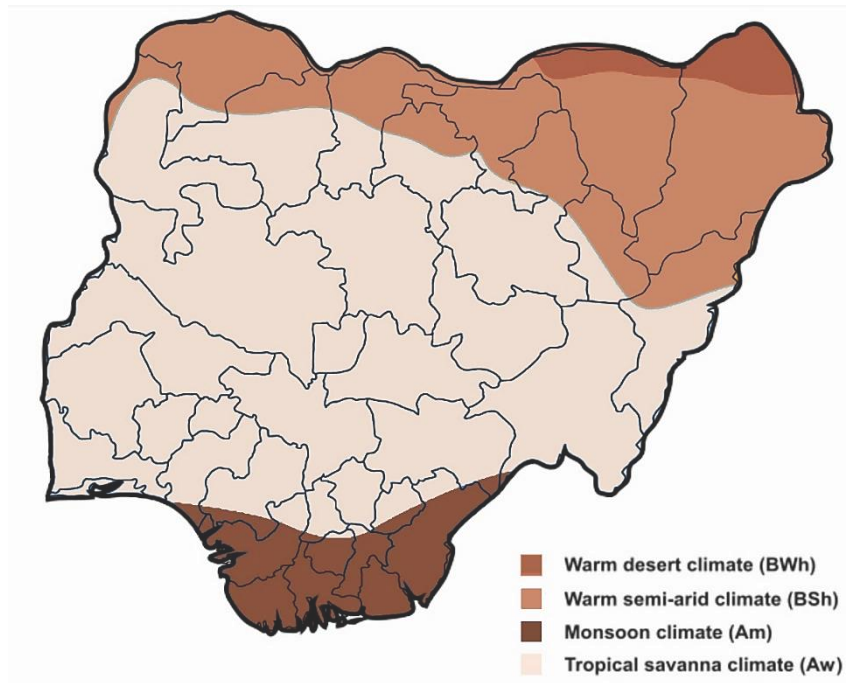 Warm desert climate (BWh)
Warm semi-arid climate (BSh)
Monsoon climate (Am)
Tropical savanna climate (Aw)